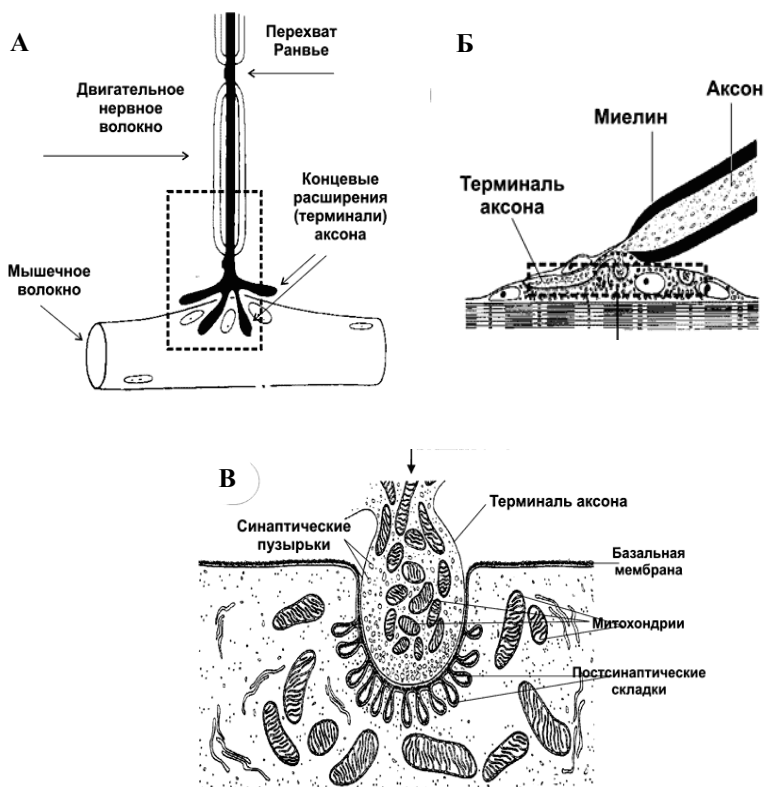 А
Перехват
Ранвье
Двигательное
нервное
волокно
Концевые
расширения
(терминали)
аксона
Мышечное
волокно
Б
Аксон
Миелин
Терминаль
аксона
В
Терминаль аксона
Синаптические
пузырьки
Базальная
мембрана
Митохондрии
Постсинаптические
складки